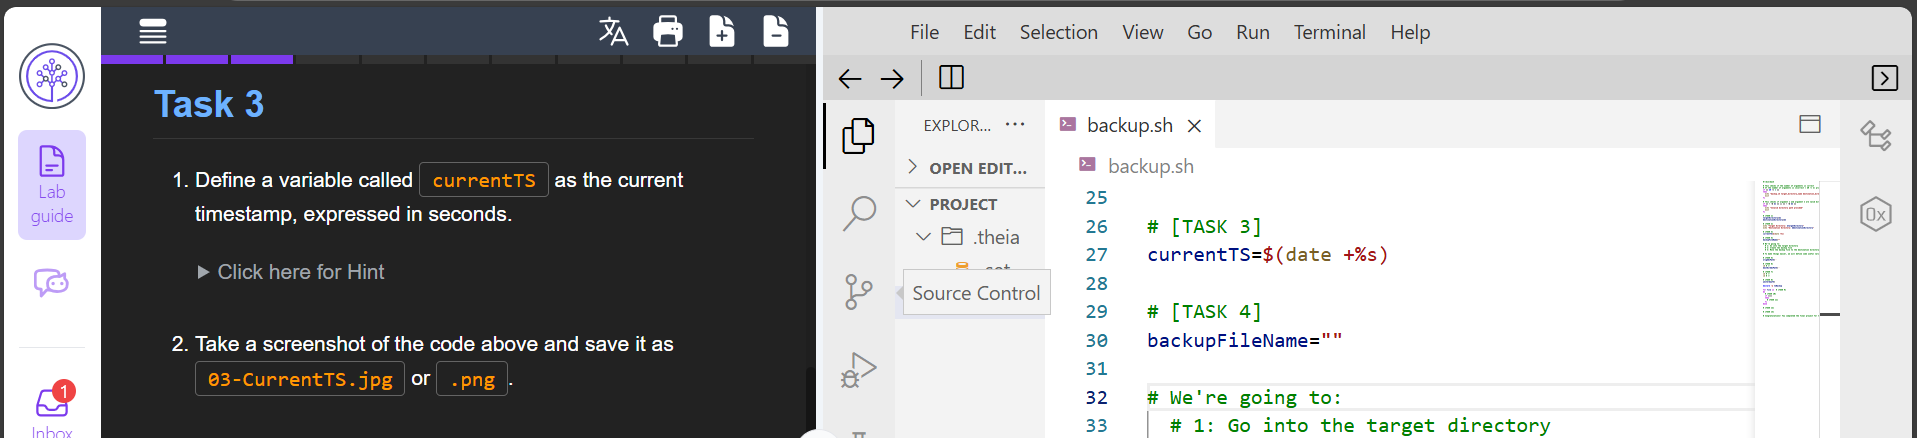 Lab
guide
1
Inbox
Task 3
1. Define a variable called currentTS as the current
timestamp, expressed in seconds.
Click here for Hint
2. Take a screenshot of the code above and save it as
03-CurrentTS.jpg or .png.
File Edit Selection View Go Run Terminal Help
EXPLOR... ...
OPEN EDIT...
PROJECT
.theia
Source Control
backup.sh
backup.sh
25
26 # [TASK 3]
27 currentTS=$(date +%s)
28
29 # [TASK 4]
30 backupFileName=""
31
32 # We're going to:
33 # 1: Go into the target directory
0x